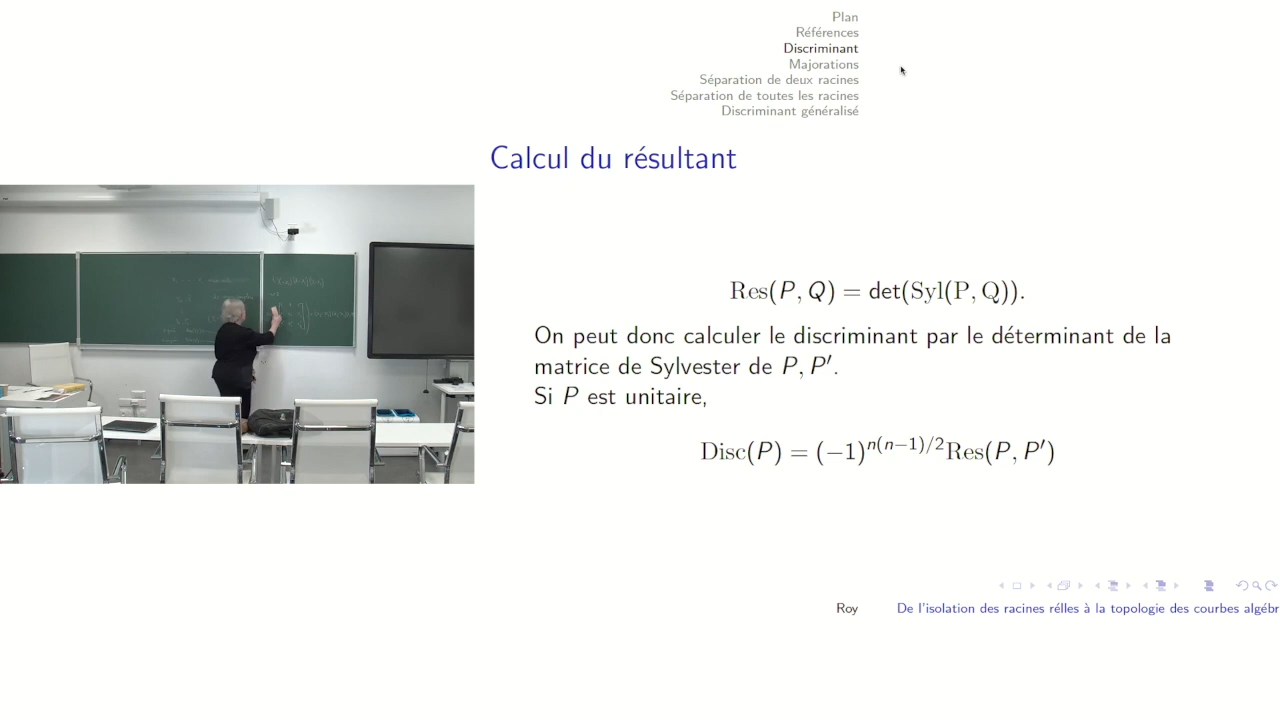 Plan
Références
Discriminant
Majorations
Séparation de deux racines
Séparation de toutes les racines
Discriminant généralisé
Calcul du résultant
Res(P, Q) = det(Syl(P, Q)).
On peut donc calculer le discriminant par le déterminant de la
matrice de Sylvester de P, P′.
Si P est unitaire,
Disc(P) = (−1)^{n(n−1)/2}Res(P, P′)
Roy De l'isolation des racines rélles à la topologie des courbes algébr